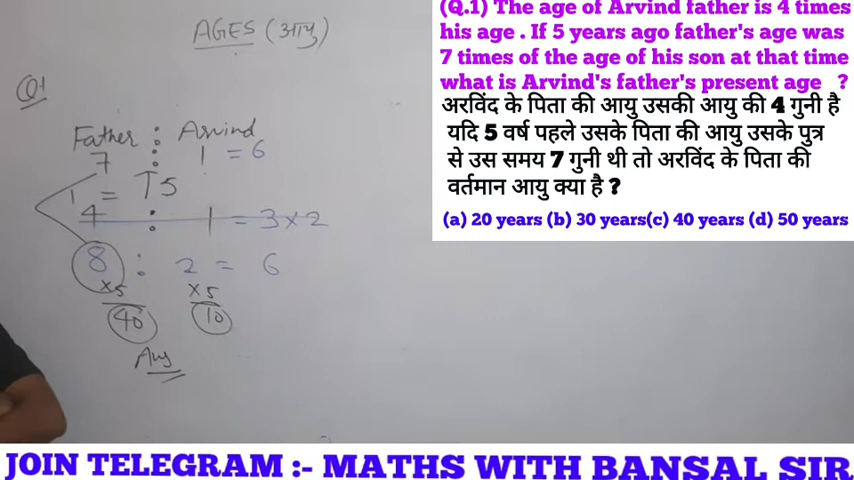 AGES (आयु)
Q1
Father : Arvind
7 : 1 = 6
1 = ↑5
4 : 1 = 3×2
8 : 2 = 6
×5 ×5
40 10
Ans
(Q.1) The age of Arvind father is 4 times
his age . If 5 years ago father's age was
7 times of the age of his son at that time
what is Arvind's father's present age ?
अरविंद के पिता की आयु उसकी आयु की 4 गुनी है
यदि 5 वर्ष पहले उसके पिता की आयु उसके पुत्र
से उस समय 7 गुनी थी तो अरविंद के पिता की
वर्तमान आयु क्या है ?
(a) 20 years (b) 30 years(c) 40 years (d) 50 years
JOIN TELEGRAM :- MATHS WITH BANSAL SIR